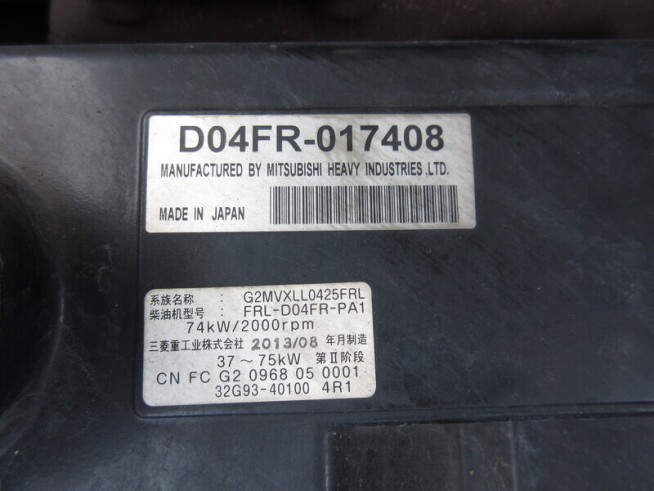 D04FR-017408
MANUFACTURED BY MITSUBISHI HEAVY INDUSTRIES ,LTD.
MADE IN JAPAN
系族名称 : G2MVXLL0425FRL
柴油机型号 : FRL-D04FR-PA1
74kW/2000rpm
三菱重工业株式会社 2013/08 年月制造
37～75kW 第Ⅱ阶段
CN FC G2 0968 05 0001
32G93-40100 4R1